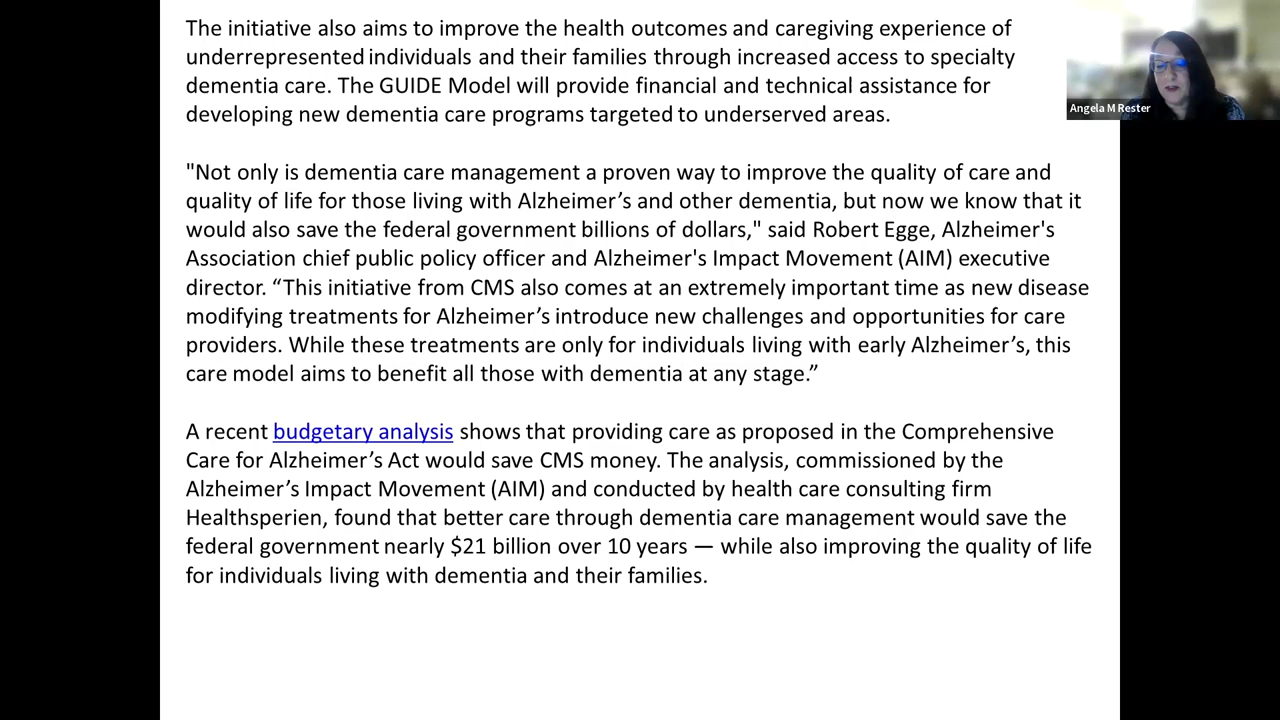 The initiative also aims to improve the health outcomes and caregiving experience of
underrepresented individuals and their families through increased access to specialty
dementia care. The GUIDE Model will provide financial and technical assistance for
developing new dementia care programs targeted to underserved areas.
"Not only is dementia care management a proven way to improve the quality of care and
quality of life for those living with Alzheimer’s and other dementia, but now we know that it
would also save the federal government billions of dollars," said Robert Egge, Alzheimer's
Association chief public policy officer and Alzheimer's Impact Movement (AIM) executive
director. “This initiative from CMS also comes at an extremely important time as new disease
modifying treatments for Alzheimer’s introduce new challenges and opportunities for care
providers. While these treatments are only for individuals living with early Alzheimer’s, this
care model aims to benefit all those with dementia at any stage.”
A recent budgetary analysis shows that providing care as proposed in the Comprehensive
Care for Alzheimer’s Act would save CMS money. The analysis, commissioned by the
Alzheimer’s Impact Movement (AIM) and conducted by health care consulting firm
Healthsperien, found that better care through dementia care management would save the
federal government nearly $21 billion over 10 years — while also improving the quality of life
for individuals living with dementia and their families.
Angela M Rester